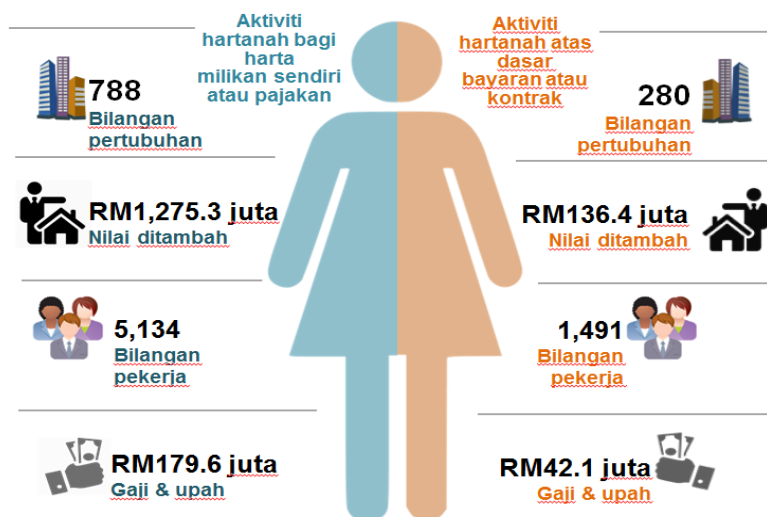 Aktiviti
hartanah bagi
harta
milikan sendiri
atau pajakan
788
Bilangan
pertubuhan
RM1,275.3 juta
Nilai ditambah
5,134
Bilangan
pekerja
RM179.6 juta
Gaji & upah
Aktiviti
hartanah atas
dasar
bayaran atau
kontrak
280
Bilangan
pertubuhan
RM136.4 juta
Nilai ditambah
1,491
Bilangan
pekerja
RM42.1 juta
Gaji & upah